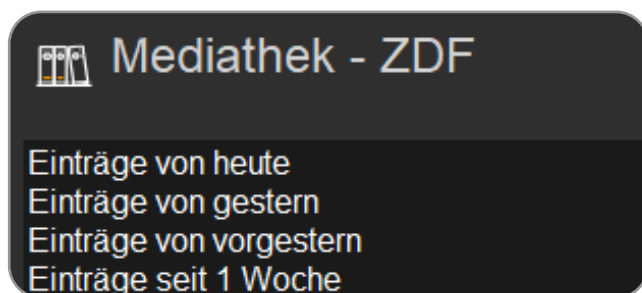 Mediathek - ZDF
Einträge von heute
Einträge von gestern
Einträge von vorgestern
Einträge seit 1 Woche